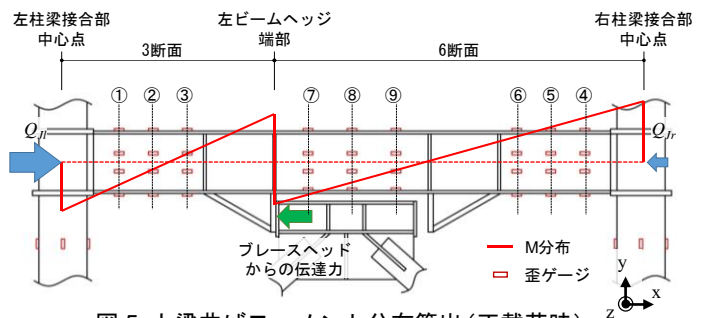 左柱梁接合部
中心点
左ビームヘッジ
端部
右柱梁接合部
中心点
3断面
6断面
① ② ③ ⑦ ⑧ ⑨ ⑥ ⑤ ④
QJl
QJr
ブレースヘッド
からの伝達力
M分布
歪ゲージ
y
x
z